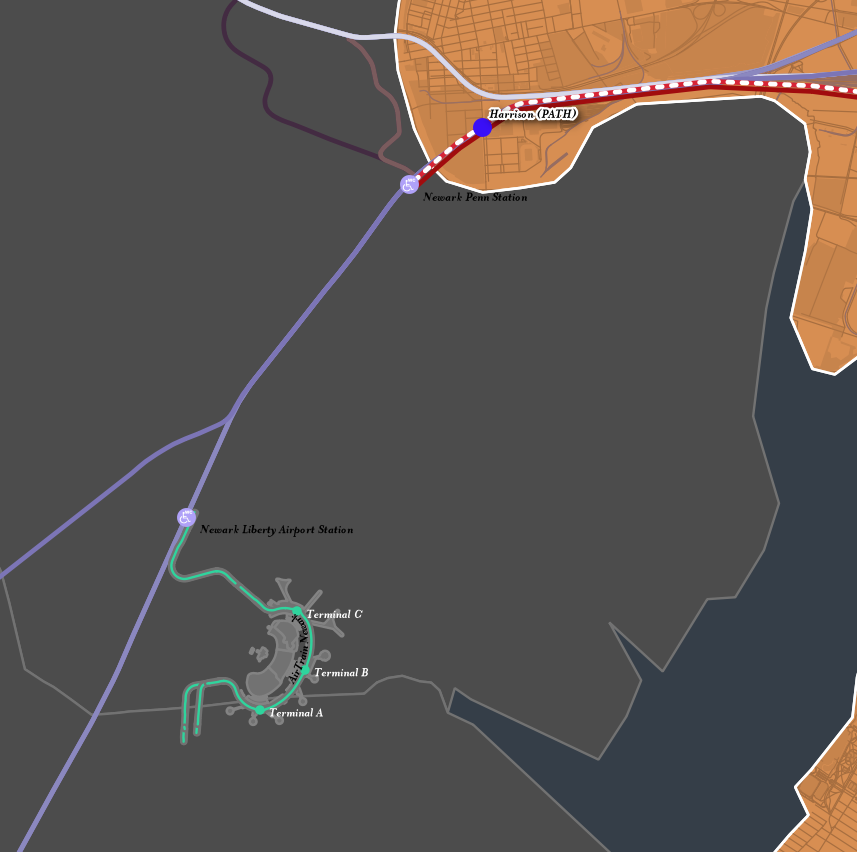 Harrison (PATH)
Newark Penn Station
Newark Liberty Airport Station
Terminal C
AirTrain Newark
Terminal B
Terminal A